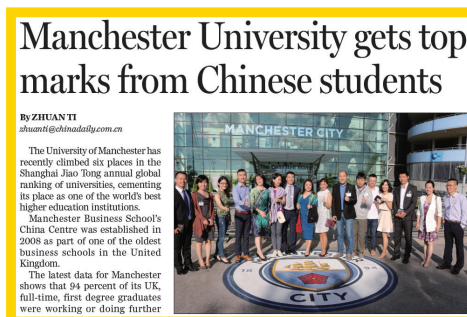 Manchester University gets top
marks from Chinese students
By ZHUAN TI
zhuanti@chinadaily.com.cn
The University of Manchester has
recently climbed six places in the
Shanghai Jiao Tong annual global
ranking of universities, cementing
its place as one of the world's best
higher education institutions.
Manchester Business School's
China Centre was established in
2008 as part of one of the oldest
business schools in the United
Kingdom.
The latest data for Manchester
shows that 94 percent of its UK,
full-time, first degree graduates
were working or doing further
MANCHESTER CITY
18 94
CITY